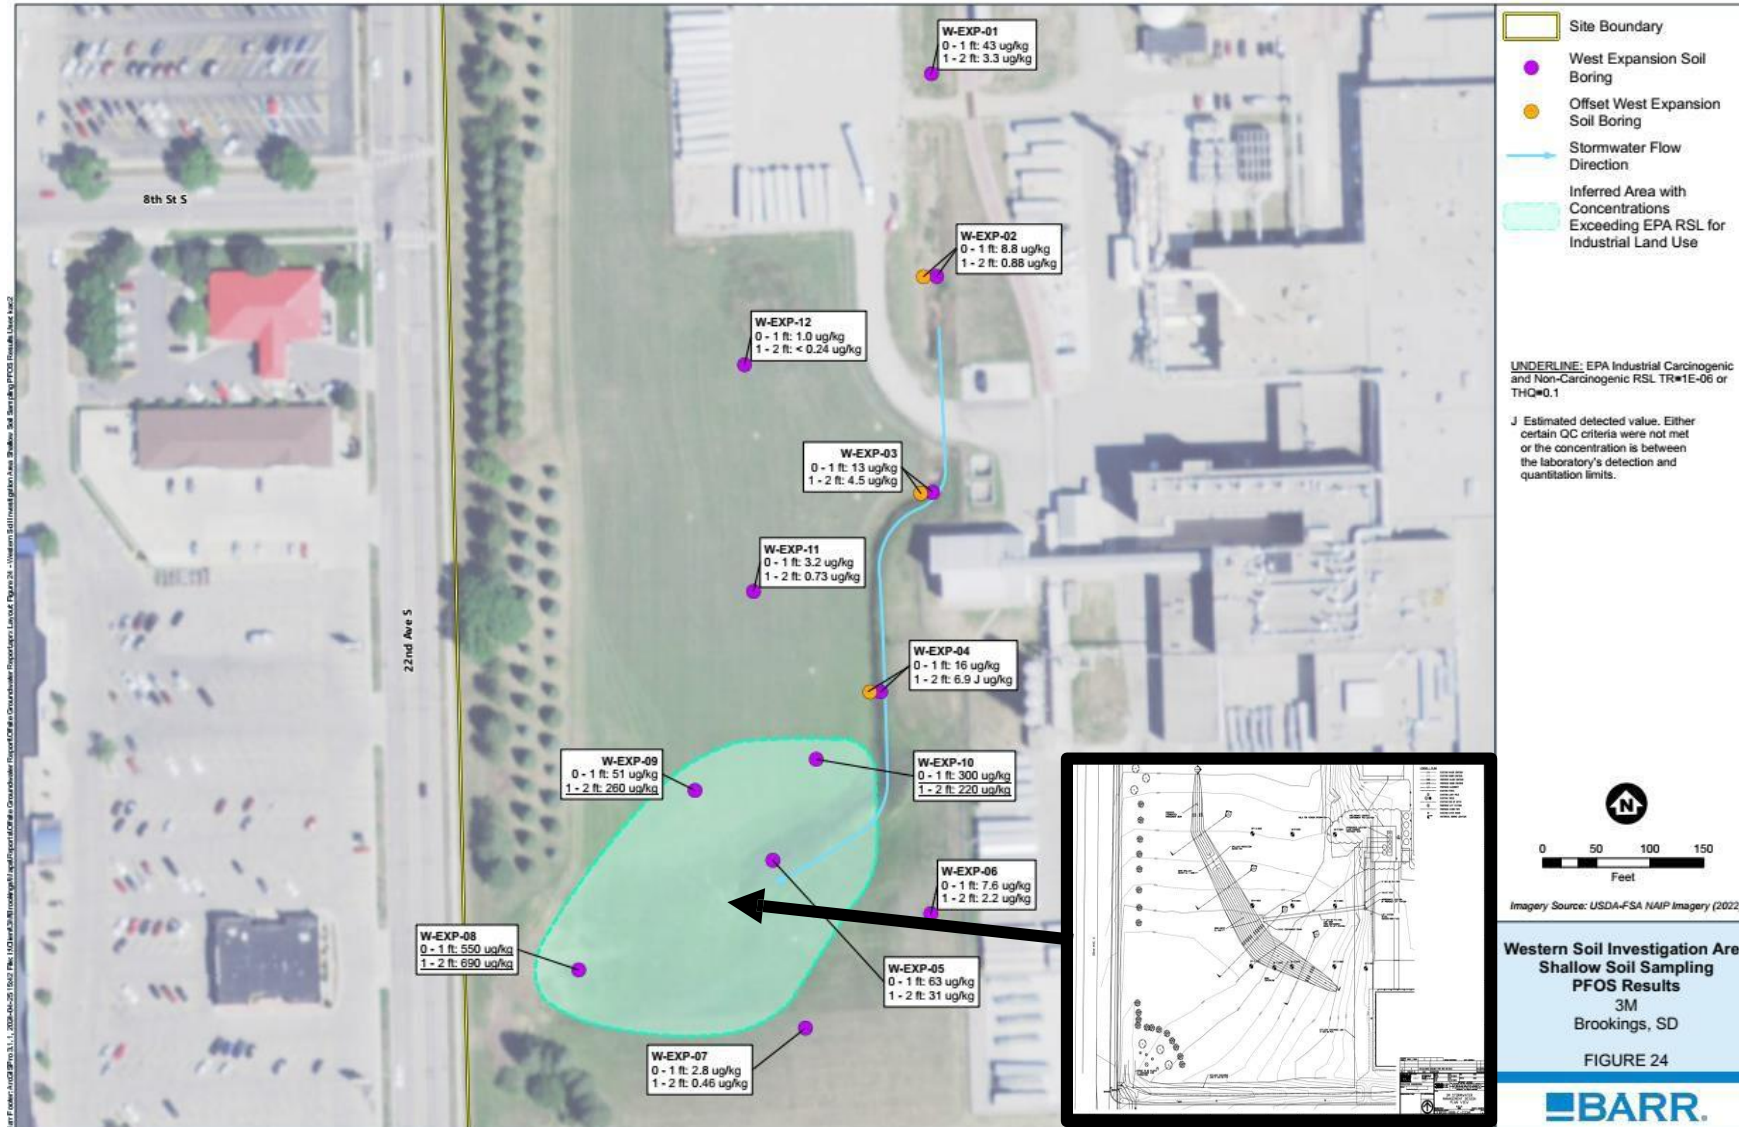 W-EXP-01
0 - 1 ft: 43 ug/kg
1 - 2 ft: 3.3 ug/kg
8th St S
W-EXP-02
0 - 1 ft: 8.8 ug/kg
1 - 2 ft: 0.88 ug/kg
W-EXP-12
0 - 1 ft: 1.0 ug/kg
1 - 2 ft: < 0.24 ug/kg
W-EXP-03
0 - 1 ft: 13 ug/kg
1 - 2 ft: 4.5 ug/kg
W-EXP-11
0 - 1 ft: 3.2 ug/kg
1 - 2 ft: 0.73 ug/kg
22nd Ave S
W-EXP-04
0 - 1 ft: 16 ug/kg
1 - 2 ft: 6.9 J ug/kg
W-EXP-09
0 - 1 ft: 51 ug/kg
1 - 2 ft: 260 ug/kg
W-EXP-10
0 - 1 ft: 300 ug/kg
1 - 2 ft: 220 ug/kg
W-EXP-06
0 - 1 ft: 7.6 ug/kg
1 - 2 ft: 2.2 ug/kg
W-EXP-08
0 - 1 ft: 550 ug/kg
1 - 2 ft: 690 ug/kg
W-EXP-05
0 - 1 ft: 63 ug/kg
1 - 2 ft: 31 ug/kg
W-EXP-07
0 - 1 ft: 2.8 ug/kg
1 - 2 ft: 0.46 ug/kg
Site Boundary
West Expansion Soil
Boring
Offset West Expansion
Soil Boring
Stormwater Flow
Direction
Inferred Area with
Concentrations
Exceeding EPA RSL for
Industrial Land Use
UNDERLINE: EPA Industrial Carcinogenic
and Non-Carcinogenic RSL TR=1E-06 or
THQ=0.1
J Estimated detected value. Either
certain QC criteria were not met
or the concentration is between
the laboratory's detection and
quantitation limits.
N
0 50 100 150
Feet
Imagery Source: USDA-FSA NAIP Imagery (2022)
Western Soil Investigation Are
Shallow Soil Sampling
PFOS Results
3M
Brookings, SD
FIGURE 24
BARR.